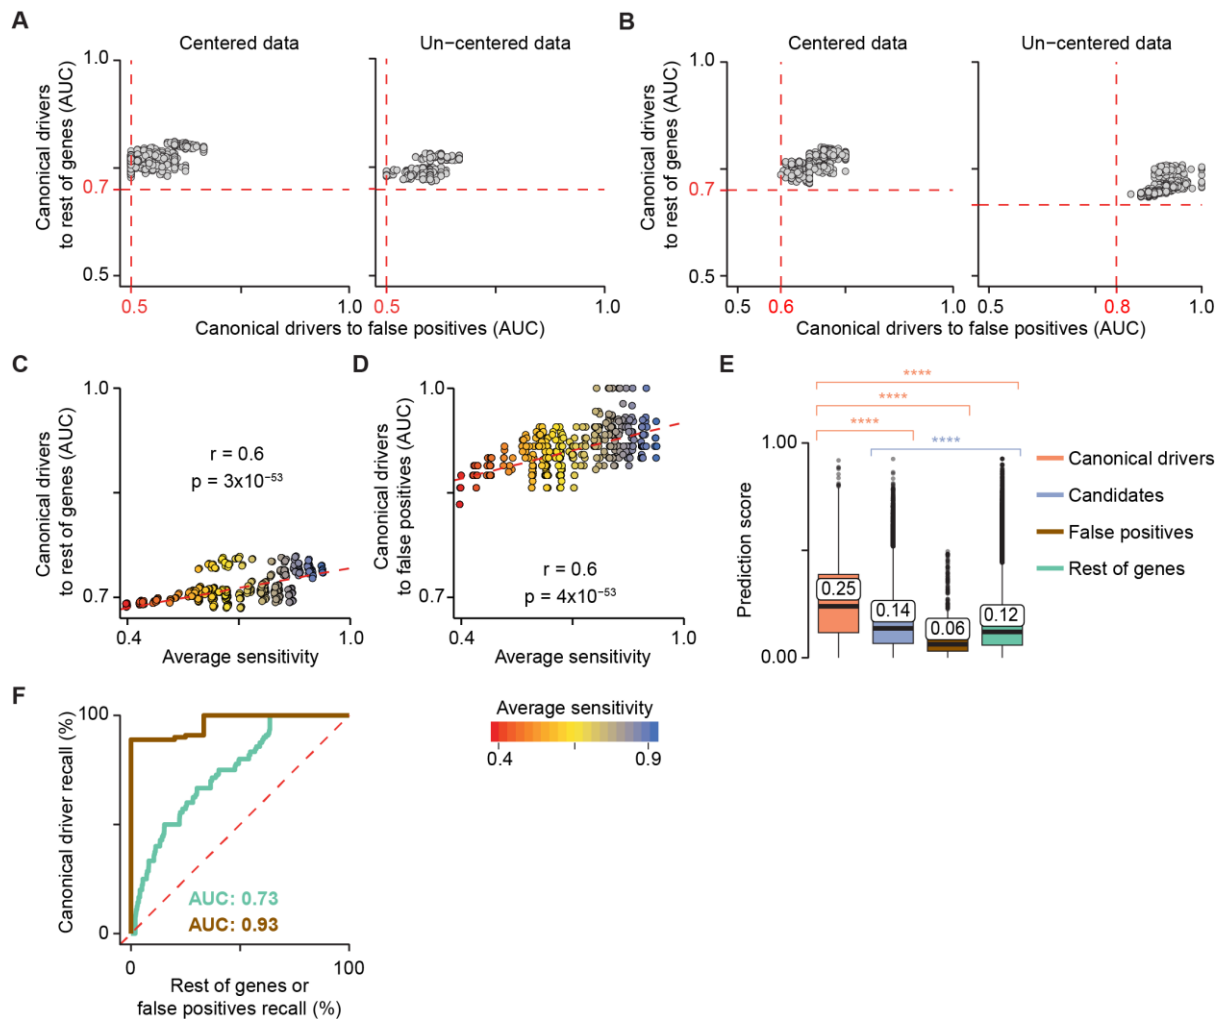 A
Centered data
Un−centered data
Canonical drivers
to rest of genes (AUC)
1.0
0.7
0.5
0.5
1.0
0.5
1.0
Canonical drivers to false positives (AUC)
B
Centered data
Un−centered data
Canonical drivers
to rest of genes (AUC)
1.0
0.7
0.5
0.5
0.6
1.0
0.5
0.8
1.0
Canonical drivers to false positives (AUC)
C
Canonical drivers
to rest of genes (AUC)
1.0
0.7
r = 0.6
p = 3x10⁻⁵³
0.4
1.0
Average sensitivity
D
Canonical drivers
to false positives (AUC)
1.0
0.7
r = 0.6
p = 4x10⁻⁵³
0.4
1.0
Average sensitivity
Average sensitivity
0.4
0.9
E
Prediction score
1.00
0.00
****
****
****
****
0.25
0.14
0.06
0.12
Canonical drivers
Candidates
False positives
Rest of genes
F
Canonical driver recall (%)
100
0
AUC: 0.73
AUC: 0.93
0
100
Rest of genes or
false positives recall (%)